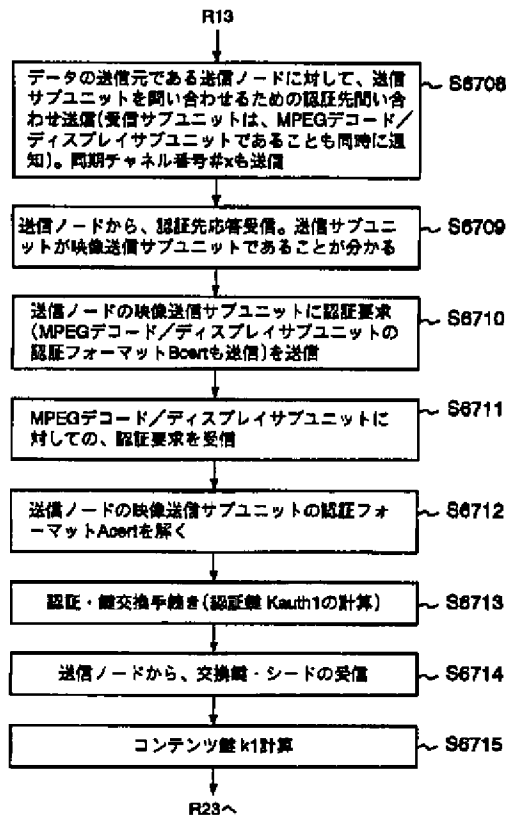 R13
データの送信元である送信ノードに対して、送信
サブユニットを問い合わせるための認証先問い合
わせ送信(受信サブユニットは、MPEGデコード/
ディスプレイサブユニットであることも同時に通
知)。同期チャネル番号#xも送信
S6708
送信ノードから、認証先応答受信。送信サブユニ
ットが映像送信サブユニットであることが分かる
S6709
送信ノードの映像送信サブユニットに認証要求
(MPEGデコード/ディスプレイサブユニットの
認証フォーマットBcertも送信)を送信
S6710
MPEGデコード/ディスプレイサブユニットに
対しての、認証要求を受信
S6711
送信ノードの映像送信サブユニットの認証フォ
ーマットAcertを解く
S6712
認証・鍵交換手続き(認証鍵 Kauth1の計算)
S6713
送信ノードから、交換鍵・シードの受信
S6714
コンテンツ鍵 k1計算
S6715
R23へ